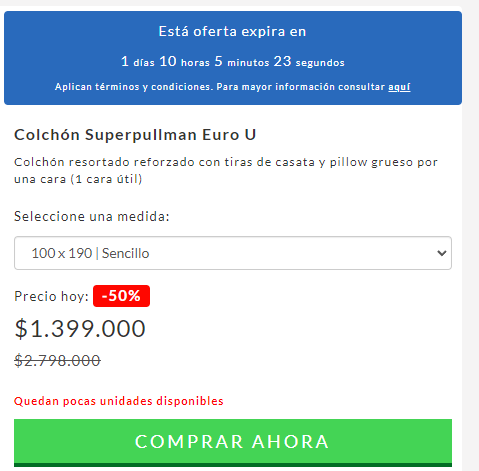 Está oferta expira en
1 días 10 horas 5 minutos 23 segundos
Aplican términos y condiciones. Para mayor información consultar aquí
Colchón Superpullman Euro U
Colchón resortado reforzado con tiras de casata y pillow grueso por
una cara (1 cara útil)
Seleccione una medida:
100 x 190 | Sencillo
Precio hoy: -50%
$1.399.000
$2.798.000
Quedan pocas unidades disponibles
COMPRAR AHORA